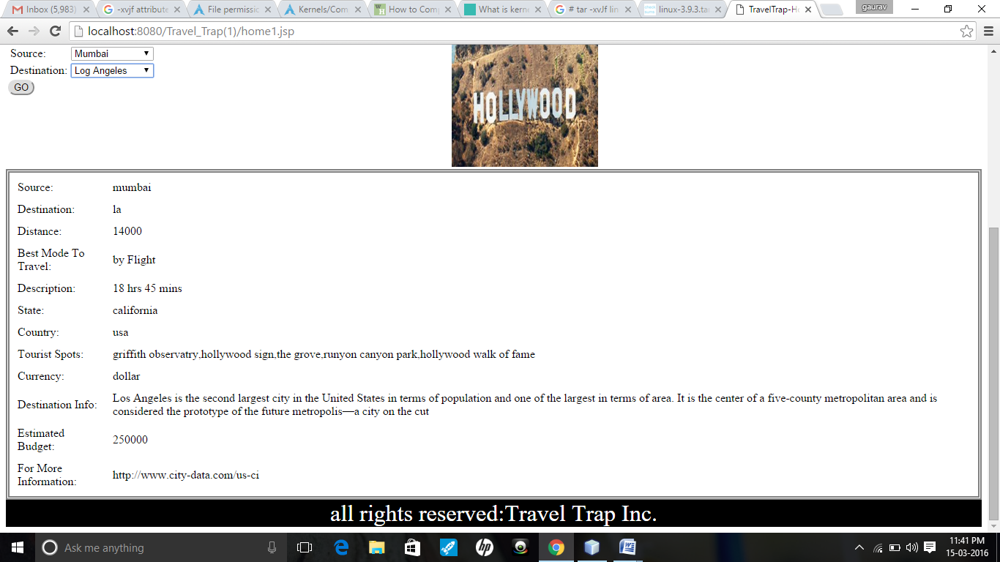 Inbox (5,983)
-xvjf attribute
File permissio
Kernels/Com
How to Comp
What is kerne
# tar -xvJf lin
linux-3.9.3.ta
TravelTrap-Ho
gaurav
localhost:8080/Travel_Trap(1)/home1.jsp
Source: Mumbai
Destination: Log Angeles
GO
HOLLYWOOD
Source: mumbai
Destination: la
Distance: 14000
Best Mode To
Travel: by Flight
Description: 18 hrs 45 mins
State: california
Country: usa
Tourist Spots: griffith observatry,hollywood sign,the grove,runyon canyon park,hollywood walk of fame
Currency: dollar
Destination Info: Los Angeles is the second largest city in the United States in terms of population and one of the largest in terms of area. It is the center of a five-county metropolitan area and is
considered the prototype of the future metropolis—a city on the cut
Estimated
Budget: 250000
For More
Information: http://www.city-data.com/us-ci
all rights reserved:Travel Trap Inc.
Ask me anything
hp
11:41 PM
15-03-2016